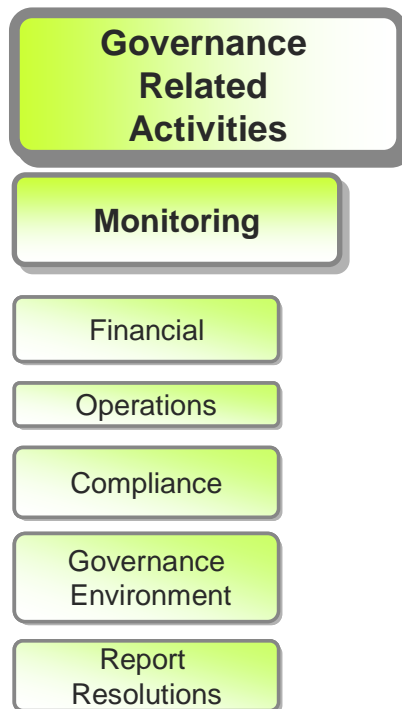 Governance
Related
Activities
Monitoring
Financial
Operations
Compliance
Governance
Environment
Report
Resolutions